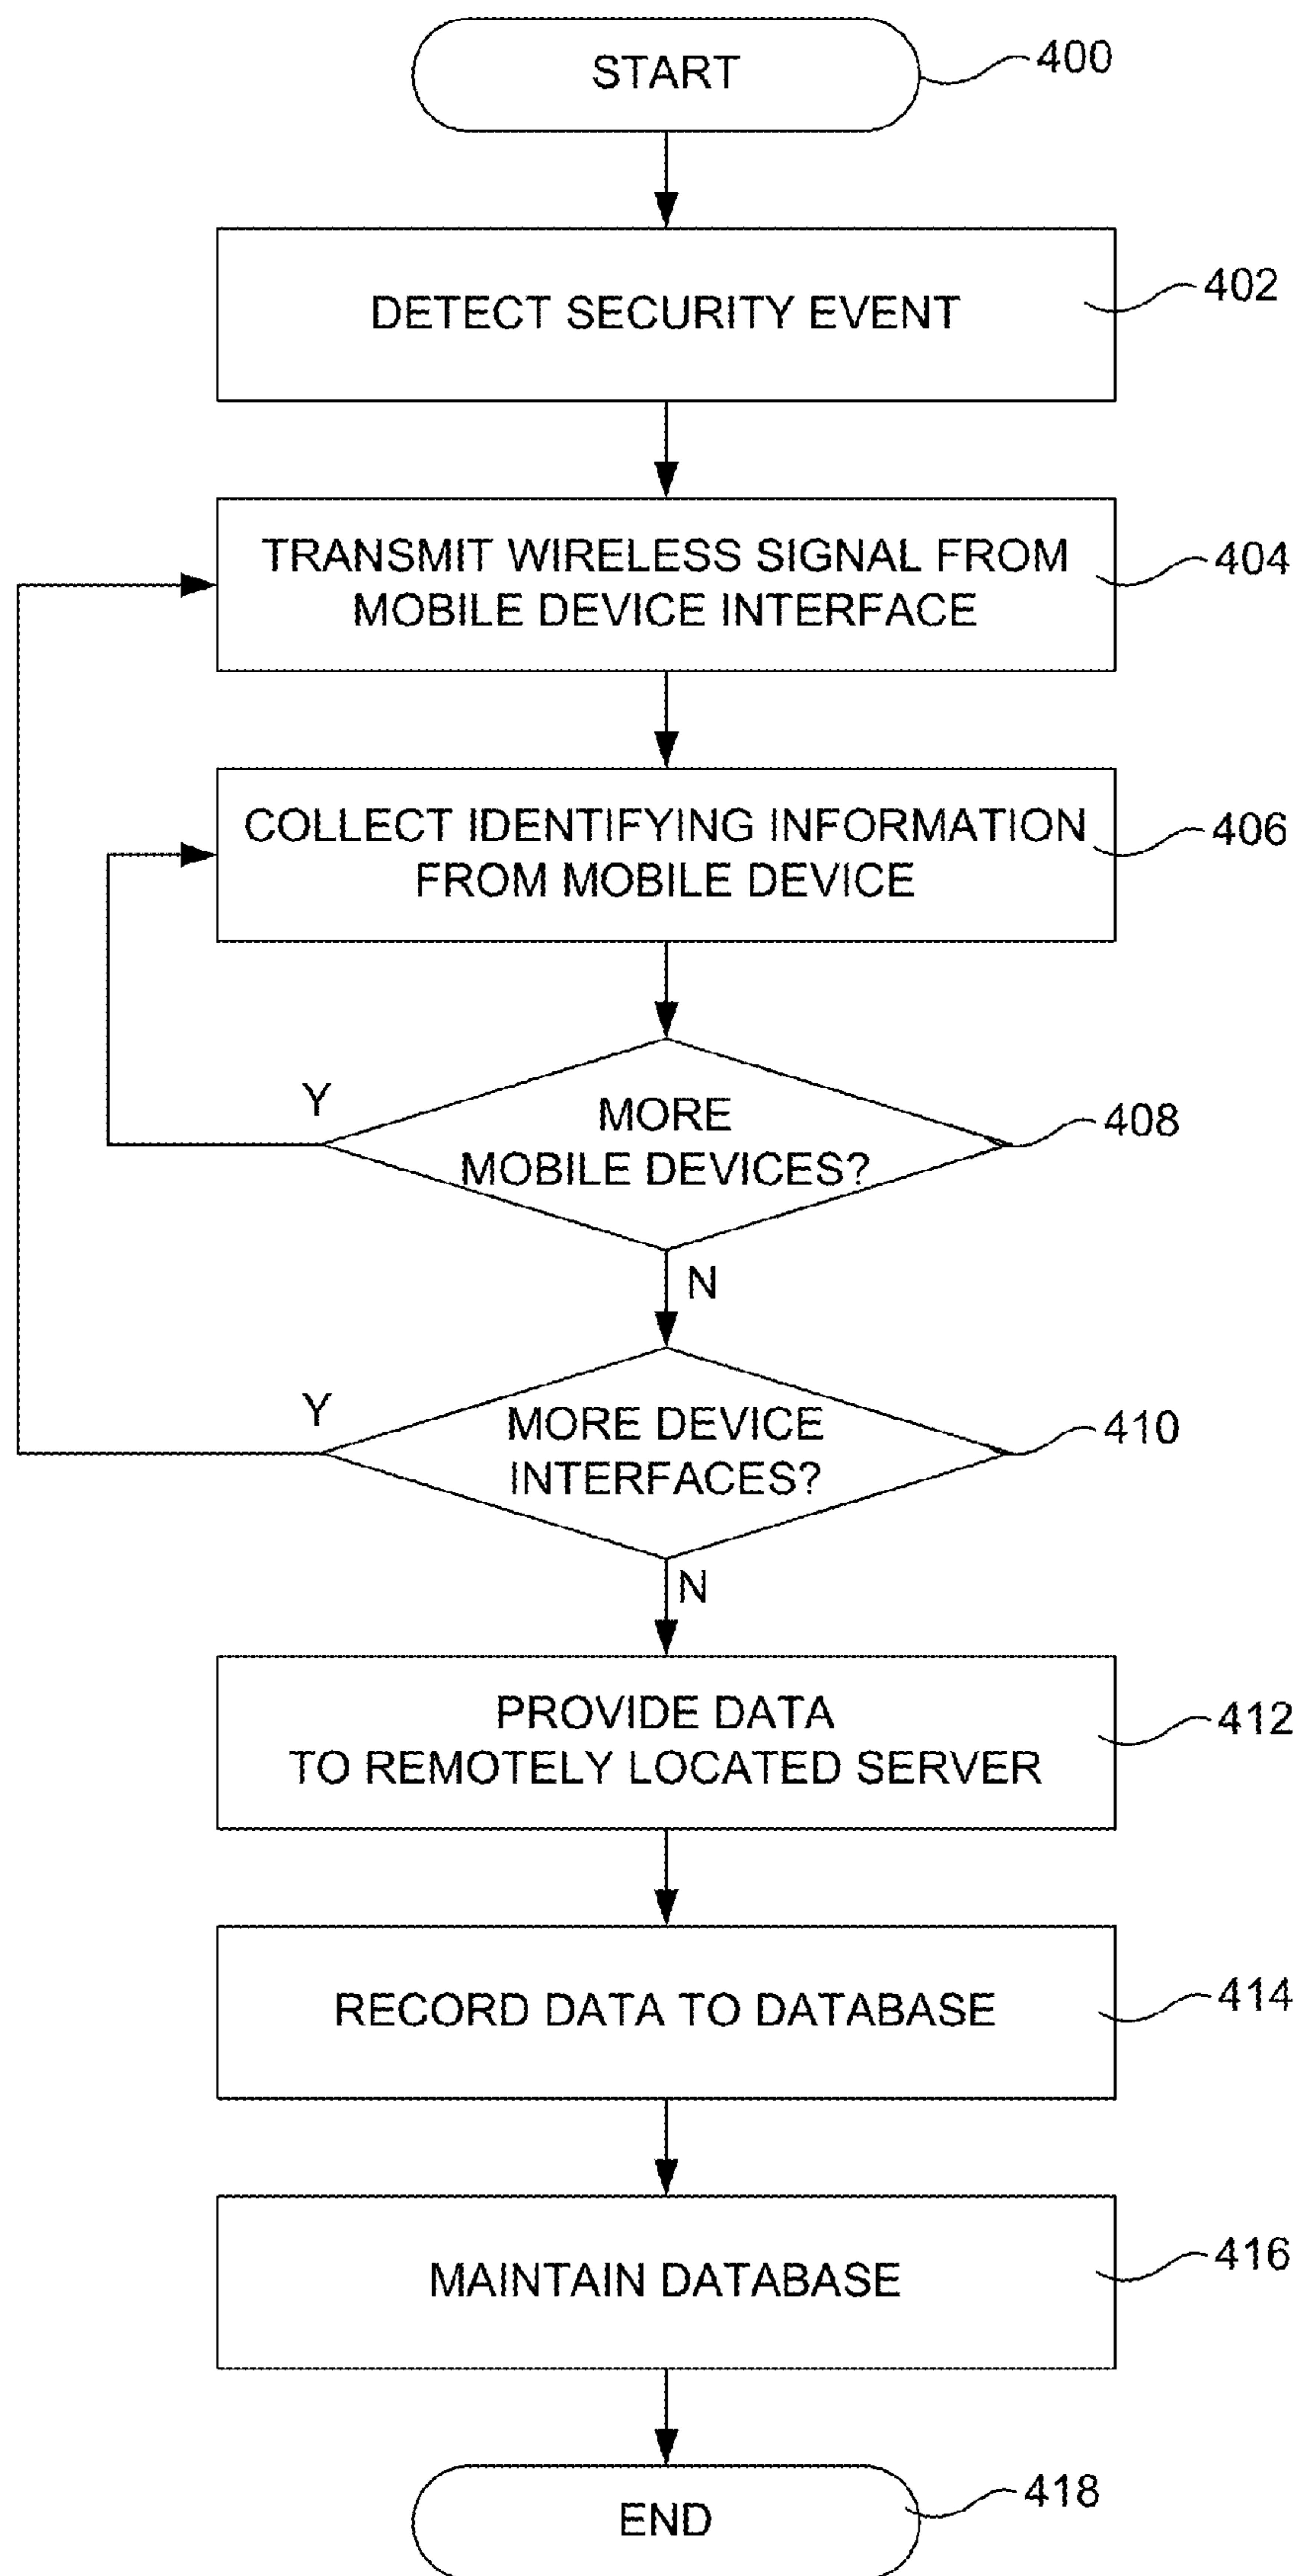 START
400
DETECT SECURITY EVENT
402
TRANSMIT WIRELESS SIGNAL FROM
MOBILE DEVICE INTERFACE
404
COLLECT IDENTIFYING INFORMATION
FROM MOBILE DEVICE
406
Y
MORE
MOBILE DEVICES?
408
N
Y
MORE DEVICE
INTERFACES?
410
N
PROVIDE DATA
TO REMOTELY LOCATED SERVER
412
RECORD DATA TO DATABASE
414
MAINTAIN DATABASE
416
END
418